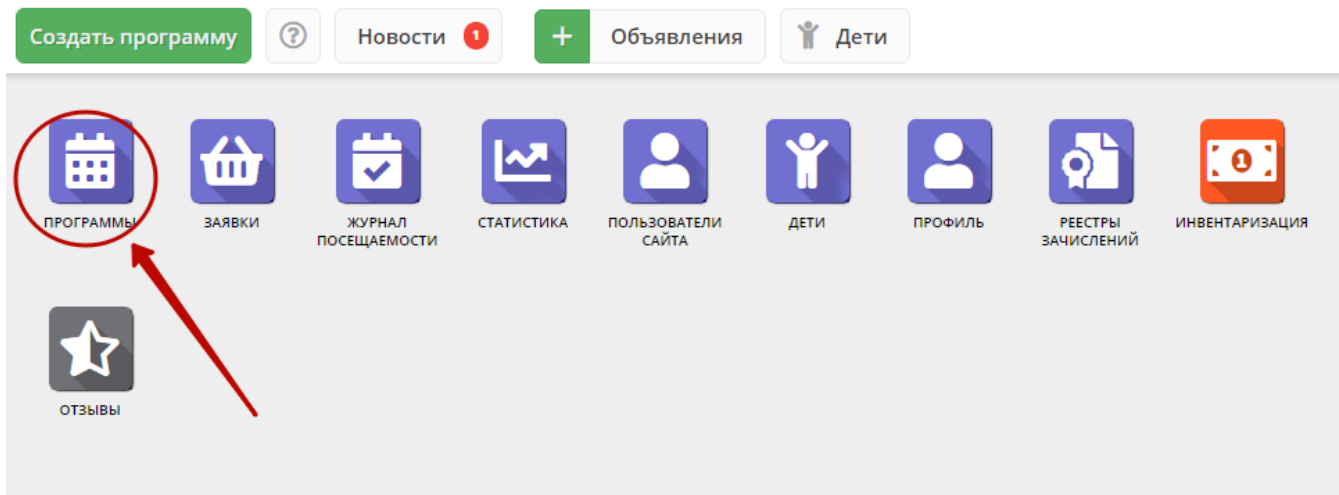 Создать программу
?
Новости 1
+ Объявления
Дети
ПРОГРАММЫ
ЗАЯВКИ
ЖУРНАЛ
ПОСЕЩАЕМОСТИ
СТАТИСТИКА
ПОЛЬЗОВАТЕЛИ
САЙТА
ДЕТИ
ПРОФИЛЬ
РЕЕСТРЫ
ЗАЧИСЛЕНИЙ
1
ИНВЕНТАРИЗАЦИЯ
ОТЗЫВЫ